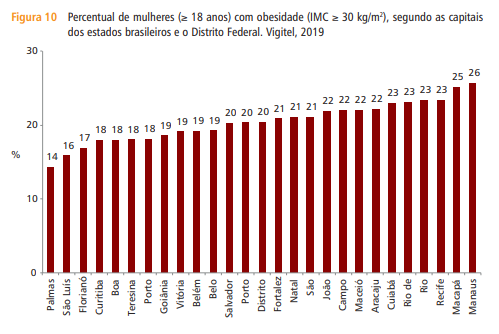 Figura 10 Percentual de mulheres (≥ 18 anos) com obesidade (IMC ≥ 30 kg/m²), segundo as capitais
dos estados brasileiros e o Distrito Federal. Vigitel, 2019
30
20
%
10
0
14 16 17 18 18 18 18 19 19 19 19 20 20 20 21 21 21 22 22 22 22 23 23 23 23 25 26
Palmas
São Luís
Florianó
Curitiba
Boa
Teresina
Porto
Goiânia
Vitória
Belém
Belo
Salvador
Porto
Distrito
Fortalez
Natal
São
João
Campo
Maceió
Aracaju
Cuiabá
Rio de
Rio
Recife
Macapá
Manaus